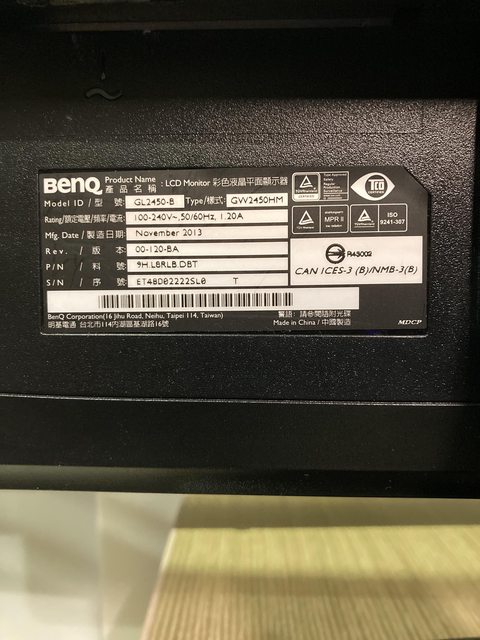 BenQ Product Name : LCD Monitor 彩色液晶平面顯示器
產品名稱
Model ID / 型號: GL2450-B Type/樣式: GW2450HM
Rating/額定電壓/頻率/電流: 100-240V~,50/60Hz, 1.20A
Mfg. Date / 製造日期: November 2013
Rev. / 版本: 00-120-BA
P/N / 料號: 9H.L8RLB.DBT
S/N / 序號: ET48D02222SL0 T
BenQ Corporation(16 Jihu Road, Neihu, Taipei 114, Taiwan)
明基電通 台北市114內湖區基湖路16號
警語: 請參閱隨附光碟
Made in China / 中國製造
TCO
MPR II
ISO
9241-307
R43002
CAN ICES-3 (B)/NMB-3(B)
MDCP